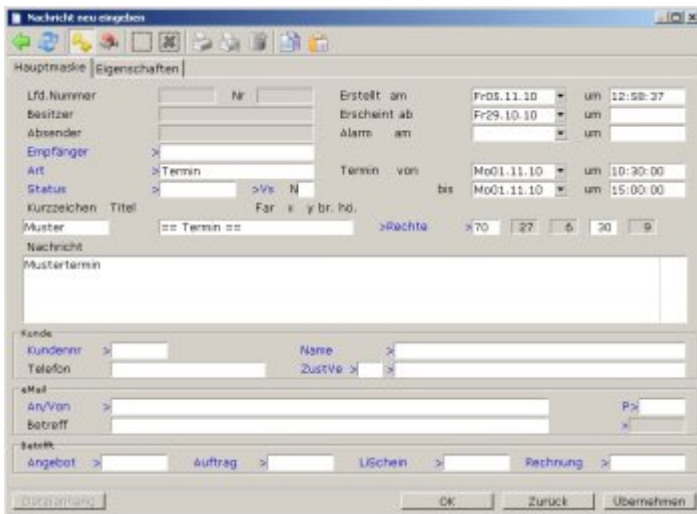 Nachricht neu eingeben
Hauptmaske Eigenschaften
Lfd.Nummer Nr Erstellt am Fr05.11.10 um 12:58:37
Besitzer Erscheint ab Fr29.10.10 um
Absender Alarm am um
Empfänger >
Art >Termin Termin von Mo01.11.10 um 10:30:00
Status > >Vs N bis Mo01.11.10 um 15:00:00
Kurzzeichen Titel Far x y br. hö.
Muster == Termin == >Rechte >70 27 6 30 9
Nachricht
Mustertermin
Kunde
Kundennr > Name >
Telefon ZustVe > >
eMail
An/Von > P>
Betreff >
Betrifft
Angebot > Auftrag > LiSchein > Rechnung >
Dateianhang OK Zurück Übernehmen